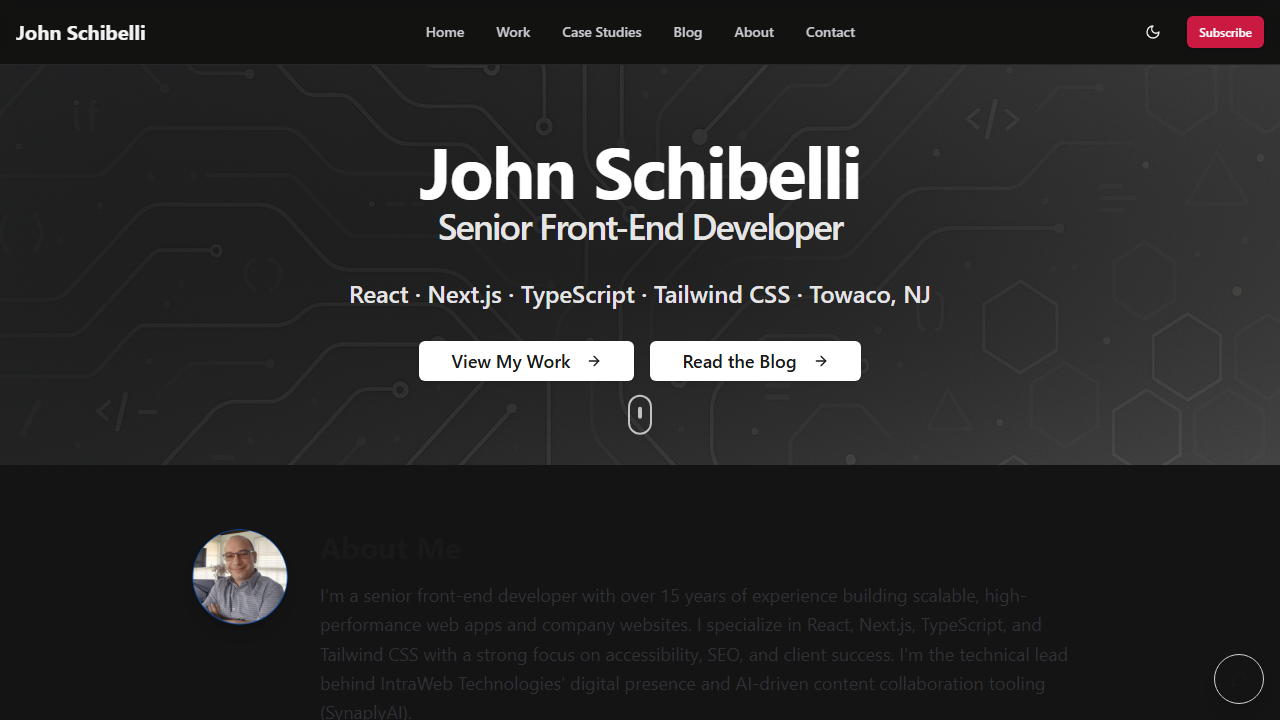 John Schibelli
Home
Work
Case Studies
Blog
About
Contact
Subscribe
John Schibelli
Senior Front-End Developer
React · Next.js · TypeScript · Tailwind CSS · Towaco, NJ
View My Work
Read the Blog
About Me
I'm a senior front-end developer with over 15 years of experience building scalable, high-
performance web apps and company websites. I specialize in React, Next.js, TypeScript, and
Tailwind CSS with a strong focus on accessibility, SEO, and client success. I'm the technical lead
behind IntraWeb Technologies' digital presence and AI-driven content collaboration tooling
(SynaplyAI).